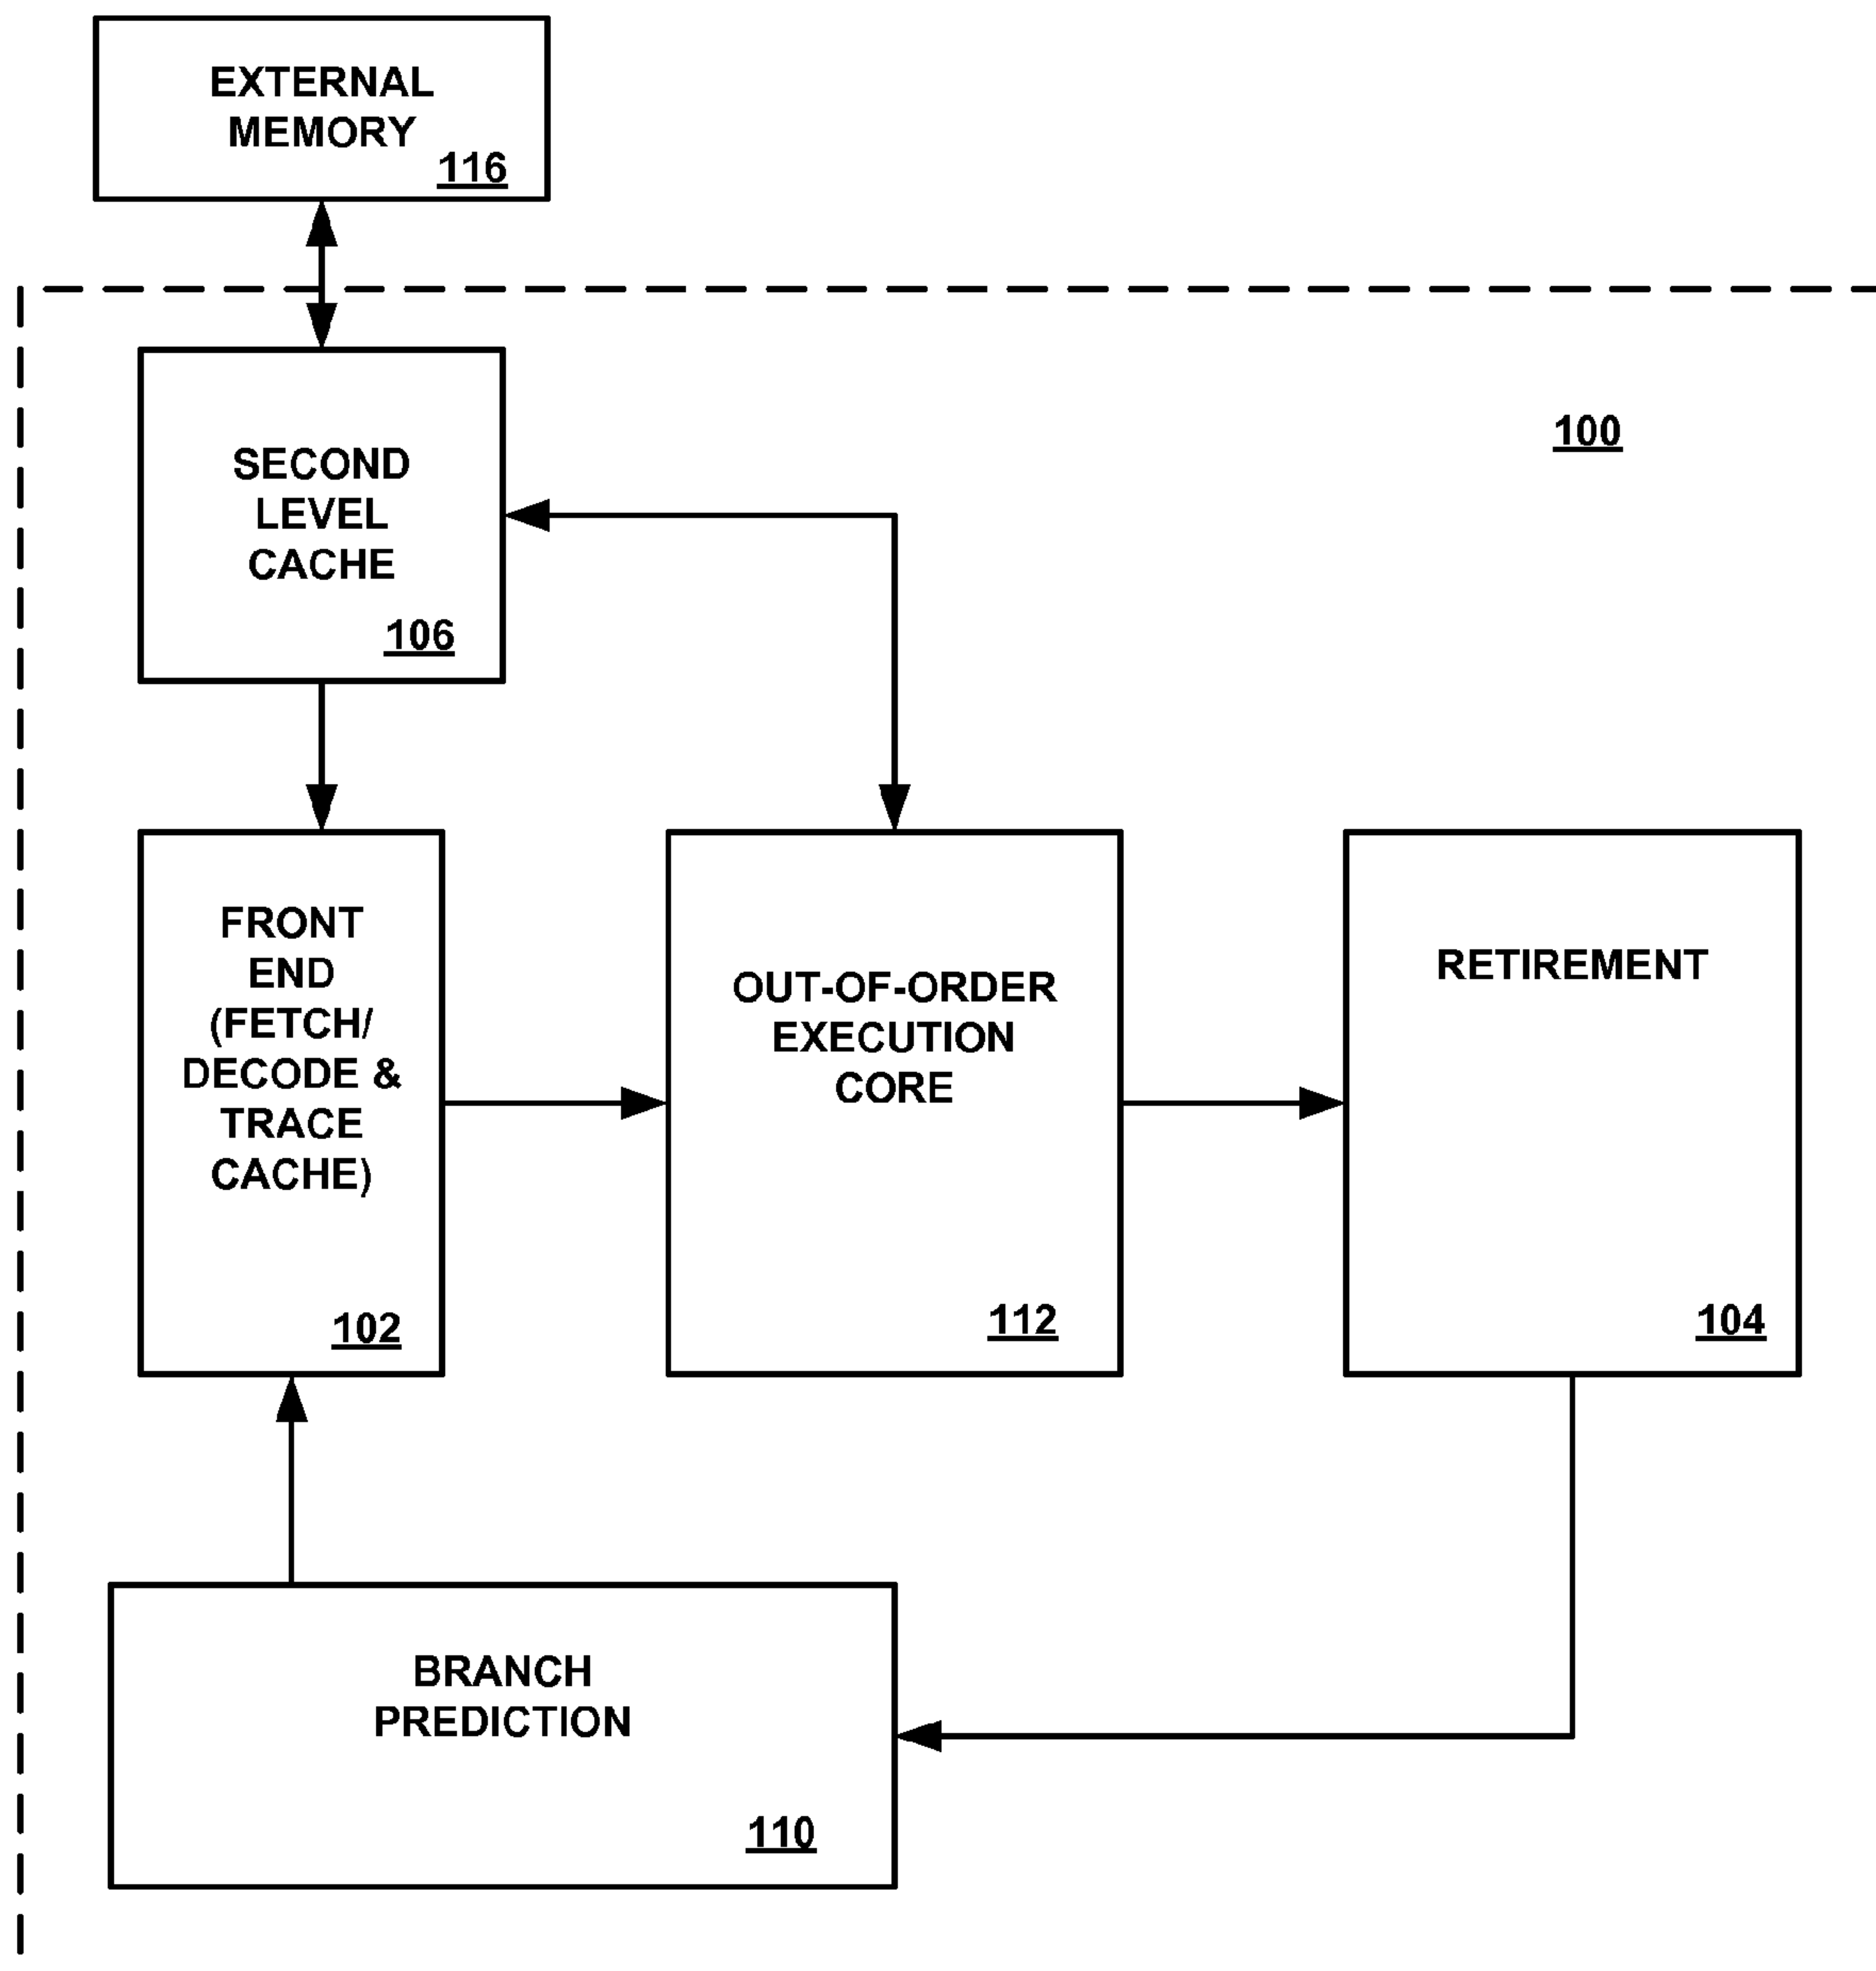 EXTERNAL
MEMORY
116
100
SECOND
LEVEL
CACHE
106
FRONT
END
(FETCH/
DECODE &
TRACE
CACHE)
102
OUT-OF-ORDER
EXECUTION
CORE
112
RETIREMENT
104
BRANCH
PREDICTION
110